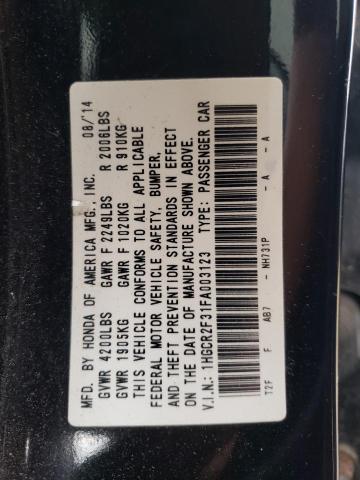 MFD. BY HONDA OF AMERICA MFG., INC. 08/'14
GVWR 4200LBS GAWR F 2249LBS R 2006LBS
GVWR 1905KG GAWR F 1020KG R 910KG
THIS VEHICLE CONFORMS TO ALL APPLICABLE
FEDERAL MOTOR VEHICLE SAFETY, BUMPER,
AND THEFT PREVENTION STANDARDS IN EFFECT
ON THE DATE OF MANUFACTURE SHOWN ABOVE.
V.I.N.: 1HGCR2F31FA003123 TYPE: PASSENGER CAR
T2F F AB7 - NH731P - A - A